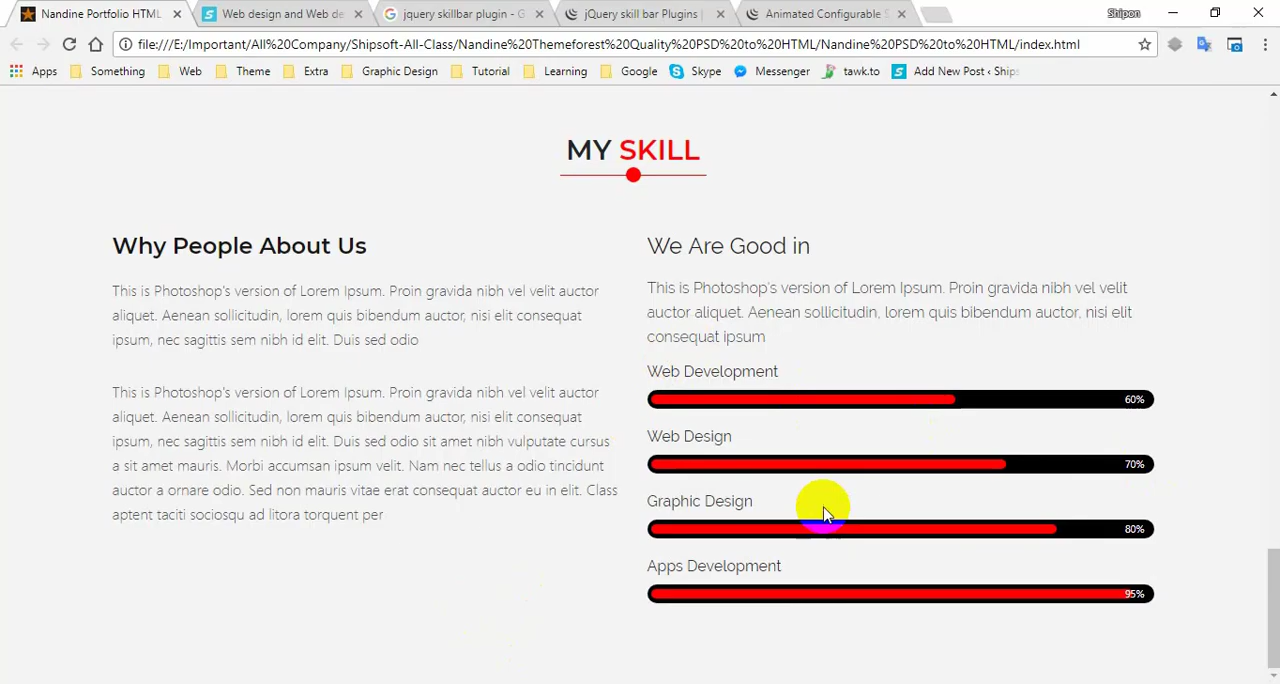 Nandine Portfolio HTML
Web design and Web de
jquery skillbar plugin - G
jQuery skill bar Plugins |
Animated Configurable S
Shipon
file:///E:/Important/All%20Company/Shipsoft-All-Class/Nandine%20Themeforest%20Quality%20PSD%20to%20HTML/Nandine%20PSD%20to%20HTML/index.html
Apps
Something
Web
Theme
Extra
Graphic Design
Tutorial
Learning
Google
Skype
Messenger
tawk.to
Add New Post ‹ Ships
MY SKILL
Why People About Us
This is Photoshop's version of Lorem Ipsum. Proin gravida nibh vel velit auctor
aliquet. Aenean sollicitudin, lorem quis bibendum auctor, nisi elit consequat
ipsum, nec sagittis sem nibh id elit. Duis sed odio
This is Photoshop's version of Lorem Ipsum. Proin gravida nibh vel velit auctor
aliquet. Aenean sollicitudin, lorem quis bibendum auctor, nisi elit consequat
ipsum, nec sagittis sem nibh id elit. Duis sed odio sit amet nibh vulputate cursus
a sit amet mauris. Morbi accumsan ipsum velit. Nam nec tellus a odio tincidunt
auctor a ornare odio. Sed non mauris vitae erat consequat auctor eu in elit. Class
aptent taciti sociosqu ad litora torquent per
We Are Good in
This is Photoshop's version of Lorem Ipsum. Proin gravida nibh vel velit
auctor aliquet. Aenean sollicitudin, lorem quis bibendum auctor, nisi elit
consequat ipsum
Web Development
60%
Web Design
70%
Graphic Design
80%
Apps Development
95%